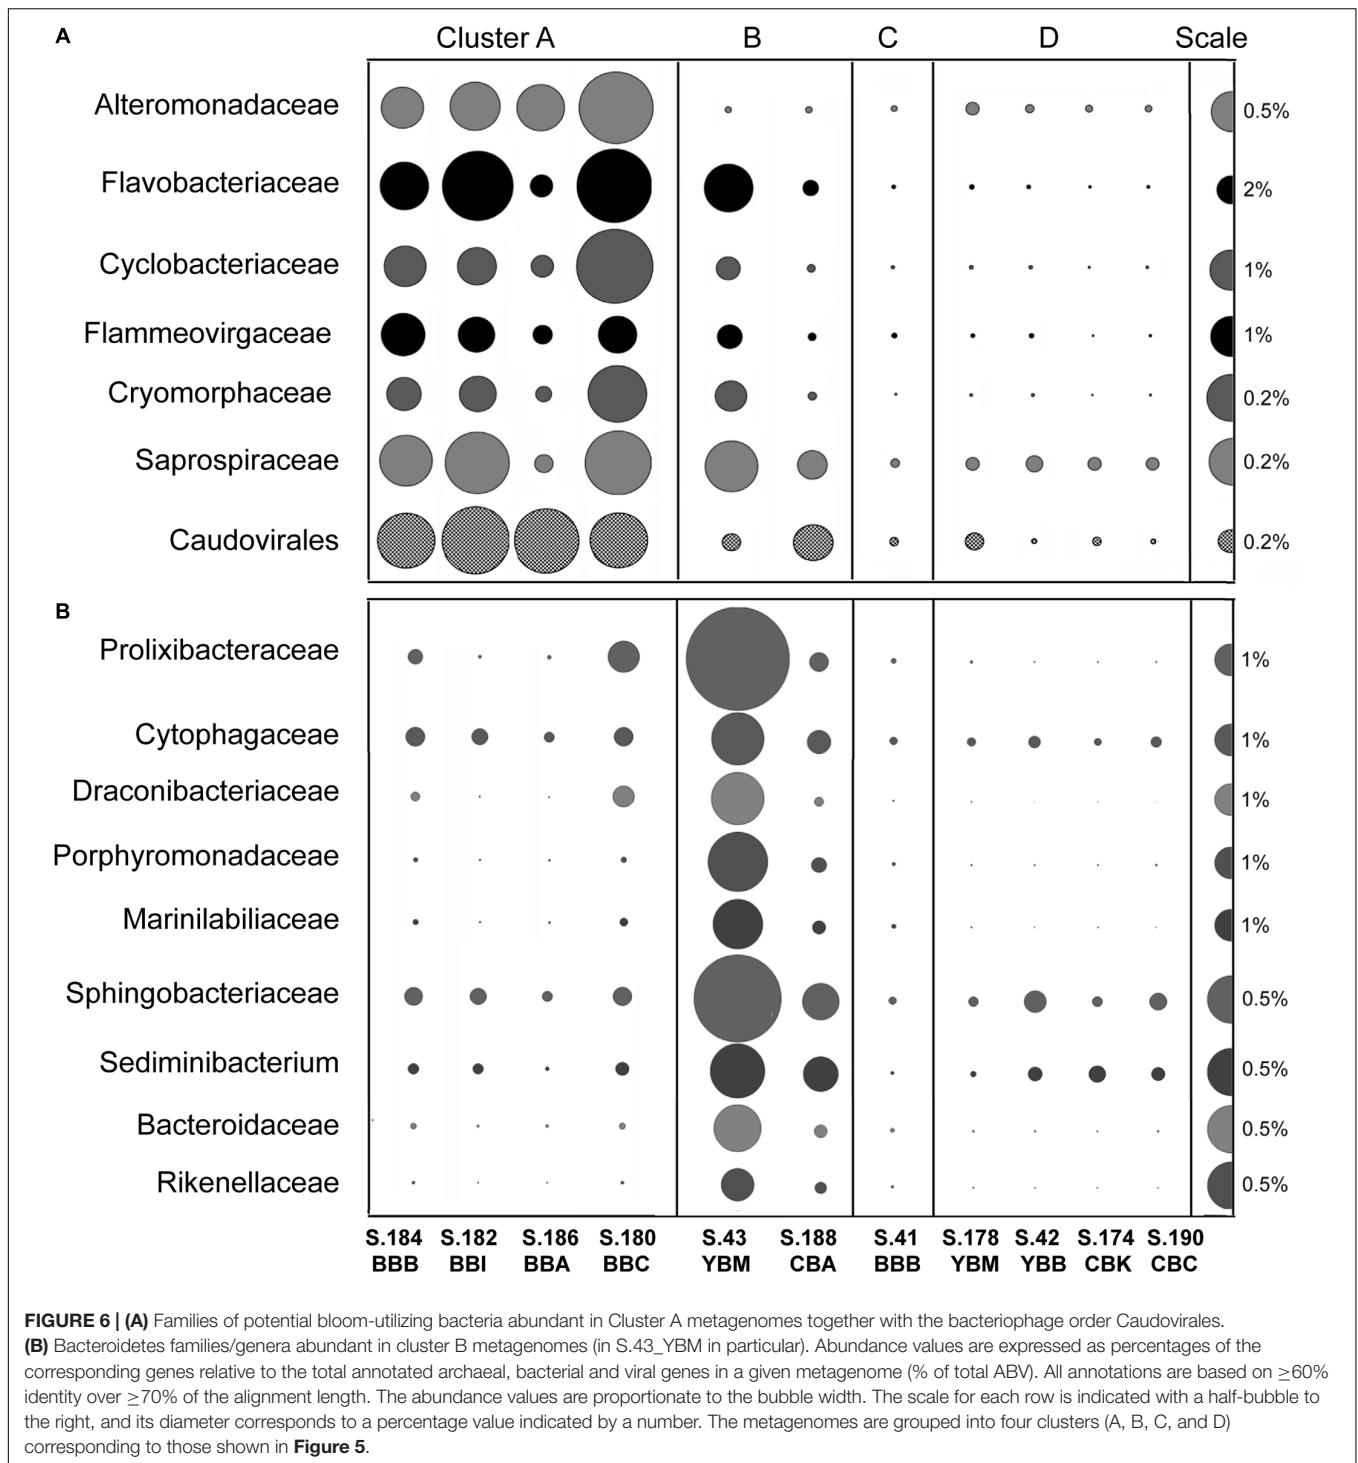 A Cluster A B C D Scale
Alteromonadaceae 0.5%
Flavobacteriaceae 2%
Cyclobacteriaceae 1%
Flammeovirgaceae 1%
Cryomorphaceae 0.2%
Saprospiraceae 0.2%
Caudovirales 0.2%
B
Prolixibacteraceae 1%
Cytophagaceae 1%
Draconibacteriaceae 1%
Porphyromonadaceae 1%
Marinilabiliaceae 1%
Sphingobacteriaceae 0.5%
Sediminibacterium 0.5%
Bacteroidaceae 0.5%
Rikenellaceae 0.5%
S.184 S.182 S.186 S.180 S.43 S.188 S.41 S.178 S.42 S.174 S.190
BBB BBI BBA BBC YBM CBA BBB YBM YBB CBK CBC
FIGURE 6 | (A) Families of potential bloom-utilizing bacteria abundant in Cluster A metagenomes together with the bacteriophage order Caudovirales.
(B) Bacteroidetes families/genera abundant in cluster B metagenomes (in S.43_YBM in particular). Abundance values are expressed as percentages of the
corresponding genes relative to the total annotated archaeal, bacterial and viral genes in a given metagenome (% of total ABV). All annotations are based on ≥60%
identity over ≥70% of the alignment length. The abundance values are proportionate to the bubble width. The scale for each row is indicated with a half-bubble to
the right, and its diameter corresponds to a percentage value indicated by a number. The metagenomes are grouped into four clusters (A, B, C, and D)
corresponding to those shown in Figure 5.